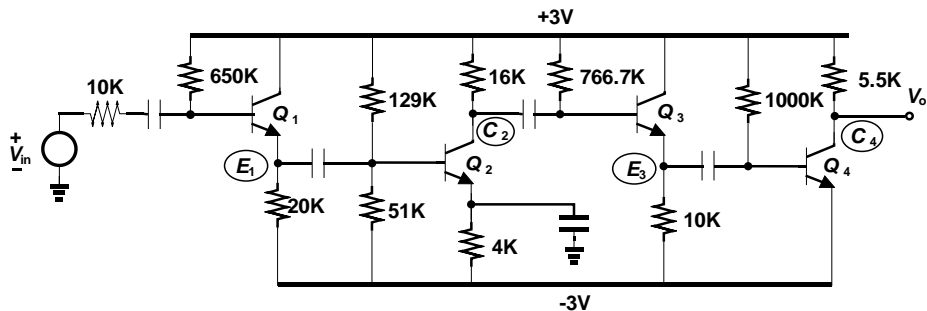 +3V
650K
10K
129K
16K
766.7K
1000K
5.5K
Vo
Q1
Q3
C2
C4
+
Vin
-
E1
Q2
E3
Q4
20K
51K
4K
10K
-3V